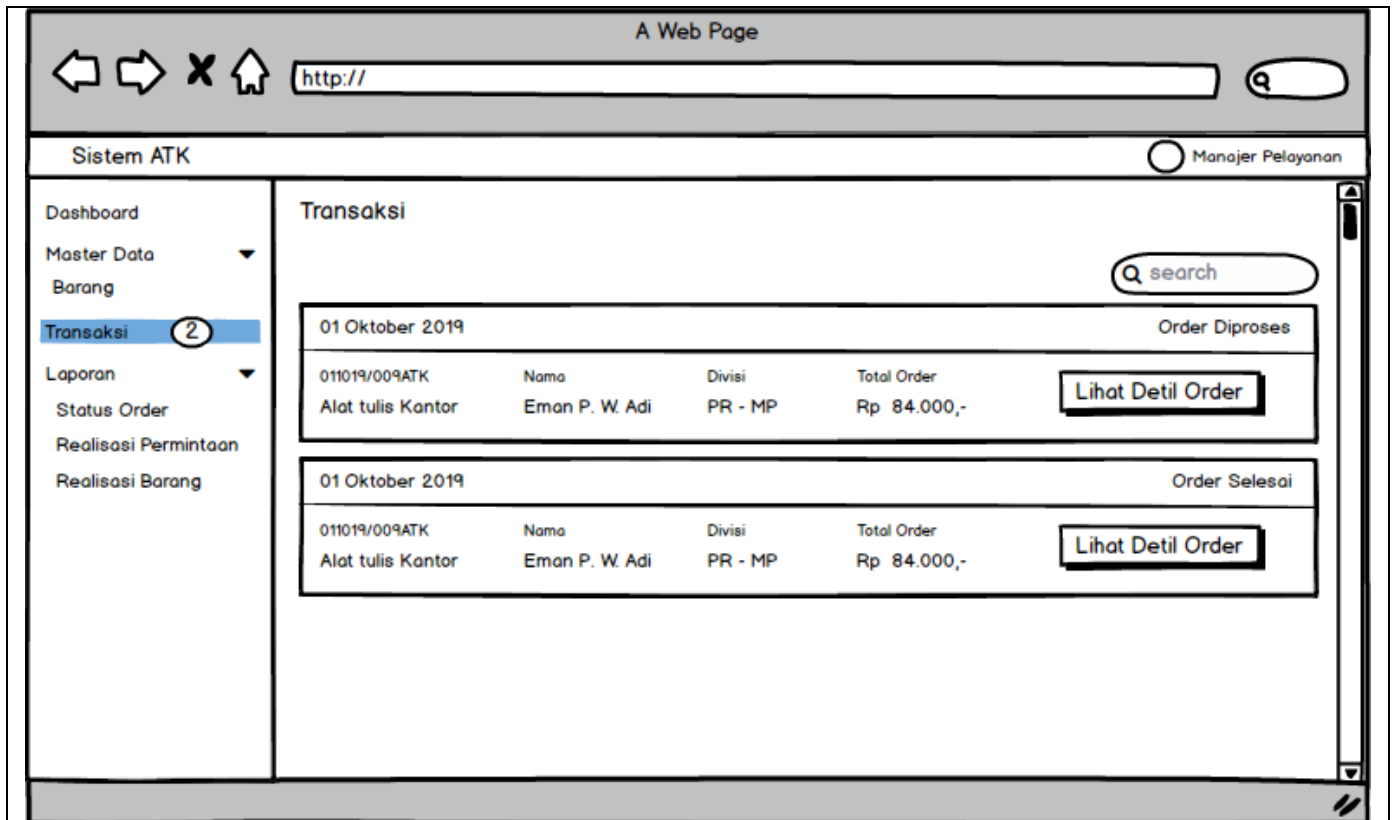 A Web Page
http://
Sistem ATK
Manajer Pelayanan
Dashboard
Master Data
Barang
Transaksi 2
Laporan
Status Order
Realisasi Permintaan
Realisasi Barang
Transaksi
search
01 Oktober 2019 Order Diproses
011019/009ATK Nama Divisi Total Order
Alat tulis Kantor Eman P. W. Adi PR - MP Rp 84.000,-
Lihat Detil Order
01 Oktober 2019 Order Selesai
011019/009ATK Nama Divisi Total Order
Alat tulis Kantor Eman P. W. Adi PR - MP Rp 84.000,-
Lihat Detil Order